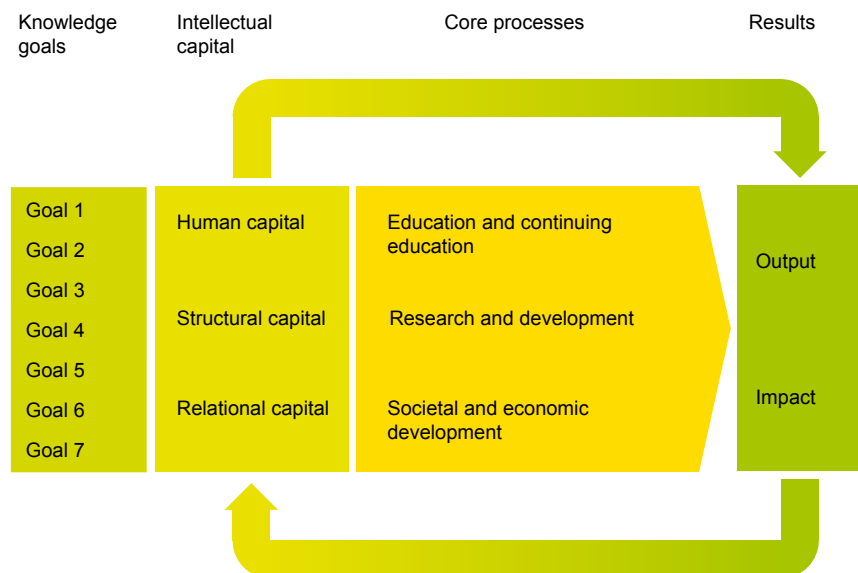 Knowledge
goals
Intellectual
capital
Core processes
Results
Goal 1
Goal 2
Goal 3
Goal 4
Goal 5
Goal 6
Goal 7
Human capital
Structural capital
Relational capital
Education and continuing
education
Research and development
Societal and economic
development
Output
Impact